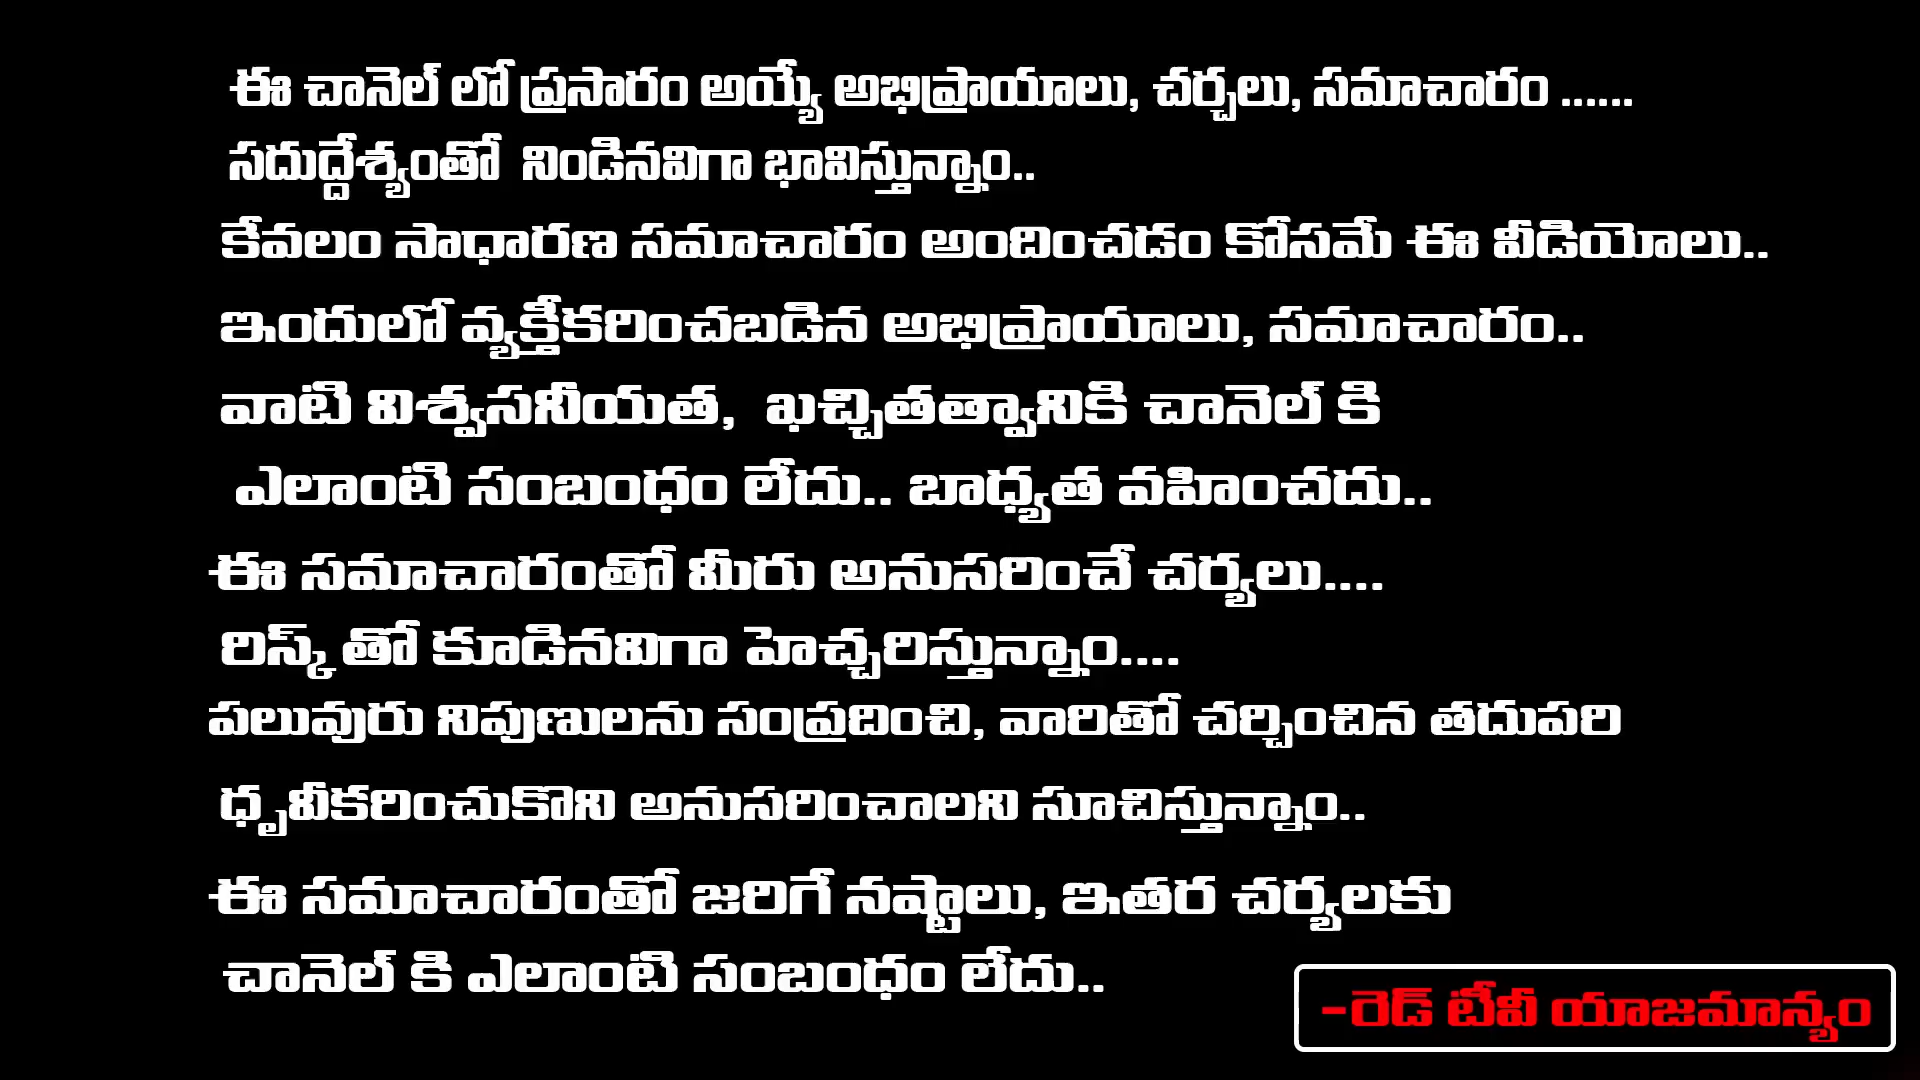 ఈ చానెల్ లో ప్రసారం అయ్యే అభిప్రాయాలు, చర్చలు, సమాచారం ......
సదుద్దేశ్యంతో నిండినవిగా భావిస్తున్నాం..
కేవలం సాధారణ సమాచారం అందించడం కోసమే ఈ వీడియోలు..
ఇందులో వ్యక్తీకరించబడిన అభిప్రాయాలు, సమాచారం..
వాటి విశ్వసనీయత, ఖచ్చితత్వానికి చానెల్ కి
ఎలాంటి సంబంధం లేదు.. బాధ్యత వహించదు..
ఈ సమాచారంతో మీరు అనుసరించే చర్యలు....
రిస్క్ తో కూడినవిగా హెచ్చరిస్తున్నాం....
పలువురు నిపుణులను సంప్రదించి, వారితో చర్చించిన తదుపరి
ధృవీకరించుకొని అనుసరించాలని సూచిస్తున్నాం..
ఈ సమాచారంతో జరిగే నష్టాలు, ఇతర చర్యలకు
చానెల్ కి ఎలాంటి సంబంధం లేదు..
-రెడ్ టీవీ యాజమాన్యం